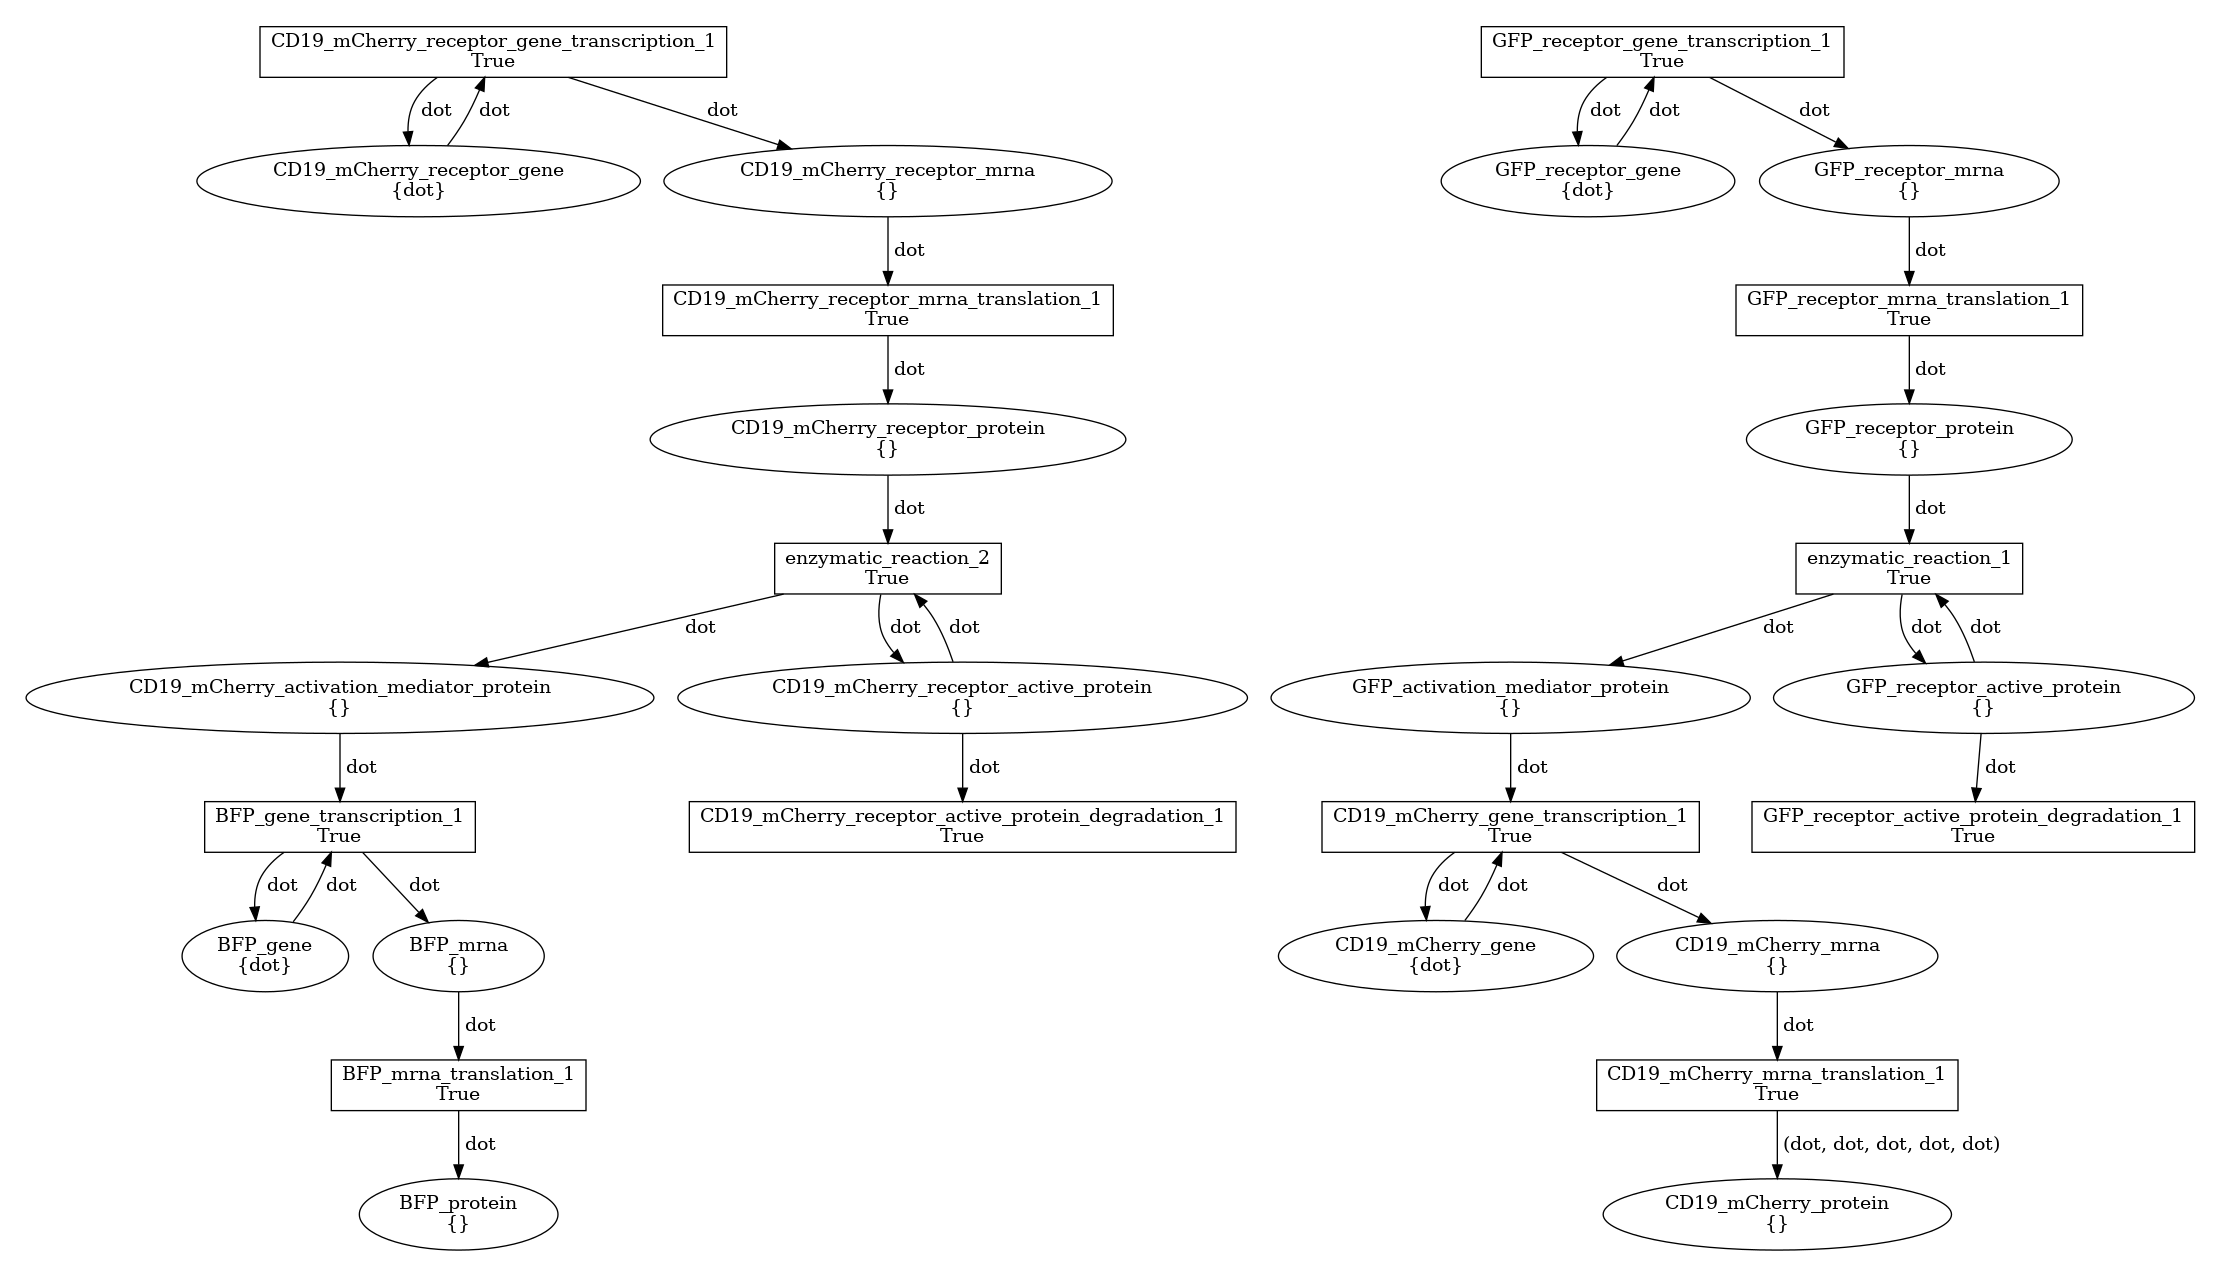 CD19_mCherry_receptor_gene_transcription_1
True
GFP_receptor_gene_transcription_1
True
dot
dot
dot
dot
dot
dot
CD19_mCherry_receptor_gene
{dot}
CD19_mCherry_receptor_mrna
{}
GFP_receptor_gene
{dot}
GFP_receptor_mrna
{}
dot
dot
CD19_mCherry_receptor_mrna_translation_1
True
GFP_receptor_mrna_translation_1
True
dot
dot
CD19_mCherry_receptor_protein
{}
GFP_receptor_protein
{}
dot
dot
enzymatic_reaction_2
True
enzymatic_reaction_1
True
dot
dot
dot
dot
dot
dot
CD19_mCherry_activation_mediator_protein
{}
CD19_mCherry_receptor_active_protein
{}
GFP_activation_mediator_protein
{}
GFP_receptor_active_protein
{}
dot
dot
dot
dot
BFP_gene_transcription_1
True
CD19_mCherry_receptor_active_protein_degradation_1
True
CD19_mCherry_gene_transcription_1
True
GFP_receptor_active_protein_degradation_1
True
dot
dot
dot
dot
dot
dot
BFP_gene
{dot}
BFP_mrna
{}
CD19_mCherry_gene
{dot}
CD19_mCherry_mrna
{}
dot
dot
BFP_mrna_translation_1
True
CD19_mCherry_mrna_translation_1
True
dot
(dot, dot, dot, dot, dot)
BFP_protein
{}
CD19_mCherry_protein
{}